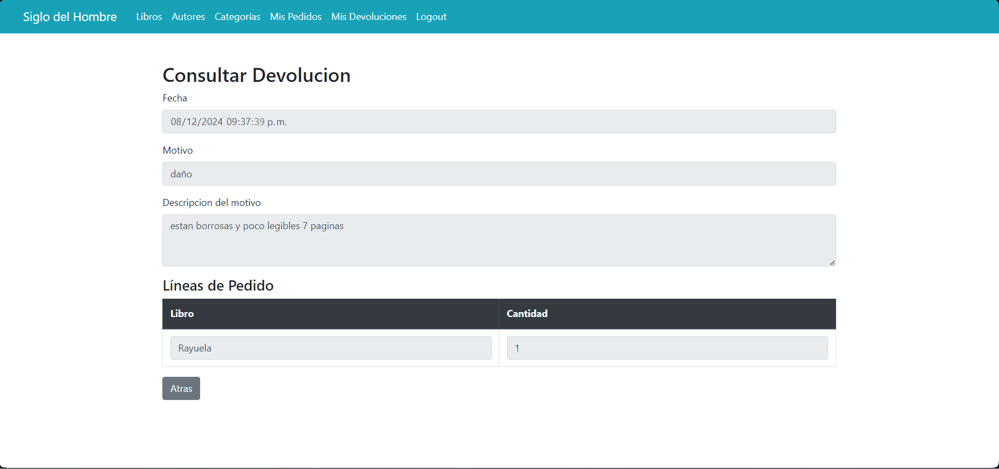 Siglo del Hombre Libros Autores Categorías Mis Pedidos Mis Devoluciones Logout
Consultar Devolucion
Fecha
08/12/2024 09:37:39 p.m.
Motivo
daño
Descripcion del motivo
estan borrosas y poco legibles 7 paginas
Líneas de Pedido
Libro Cantidad
Rayuela 1
Atras